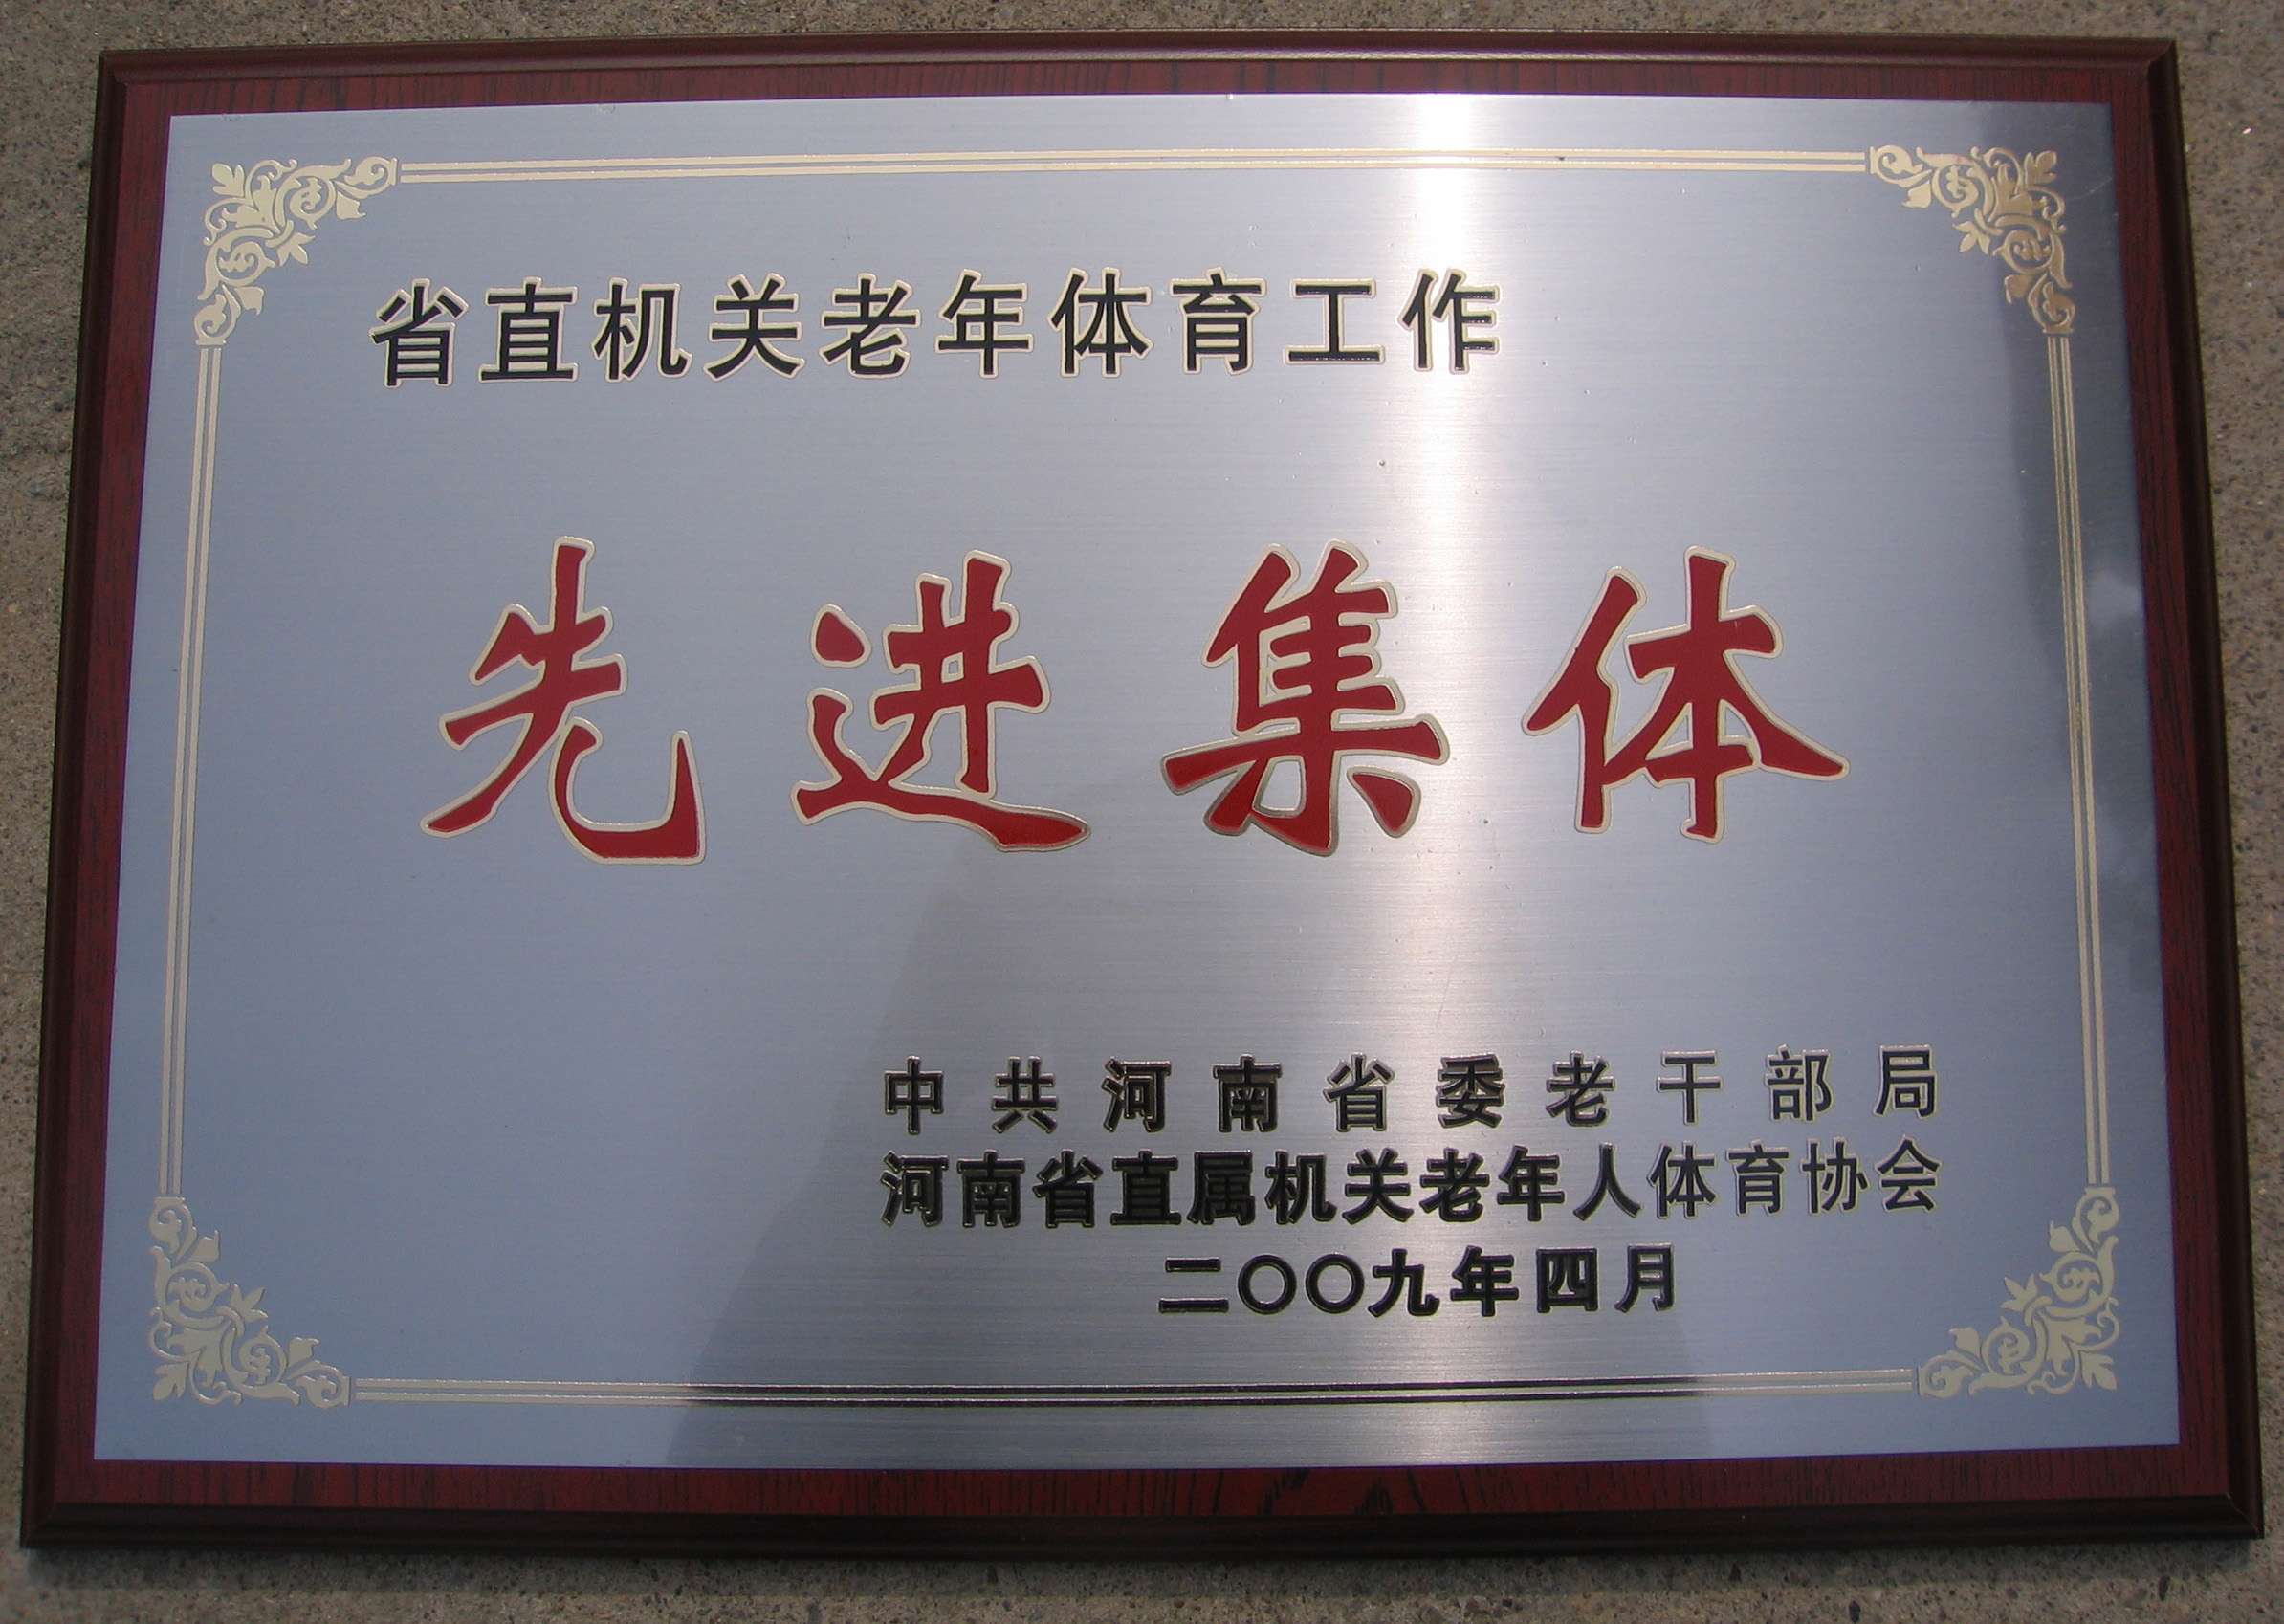 省直机关老年体育工作
先进集体
中共河南省委老干部局
河南省直属机关老年人体育协会
二〇〇九年四月